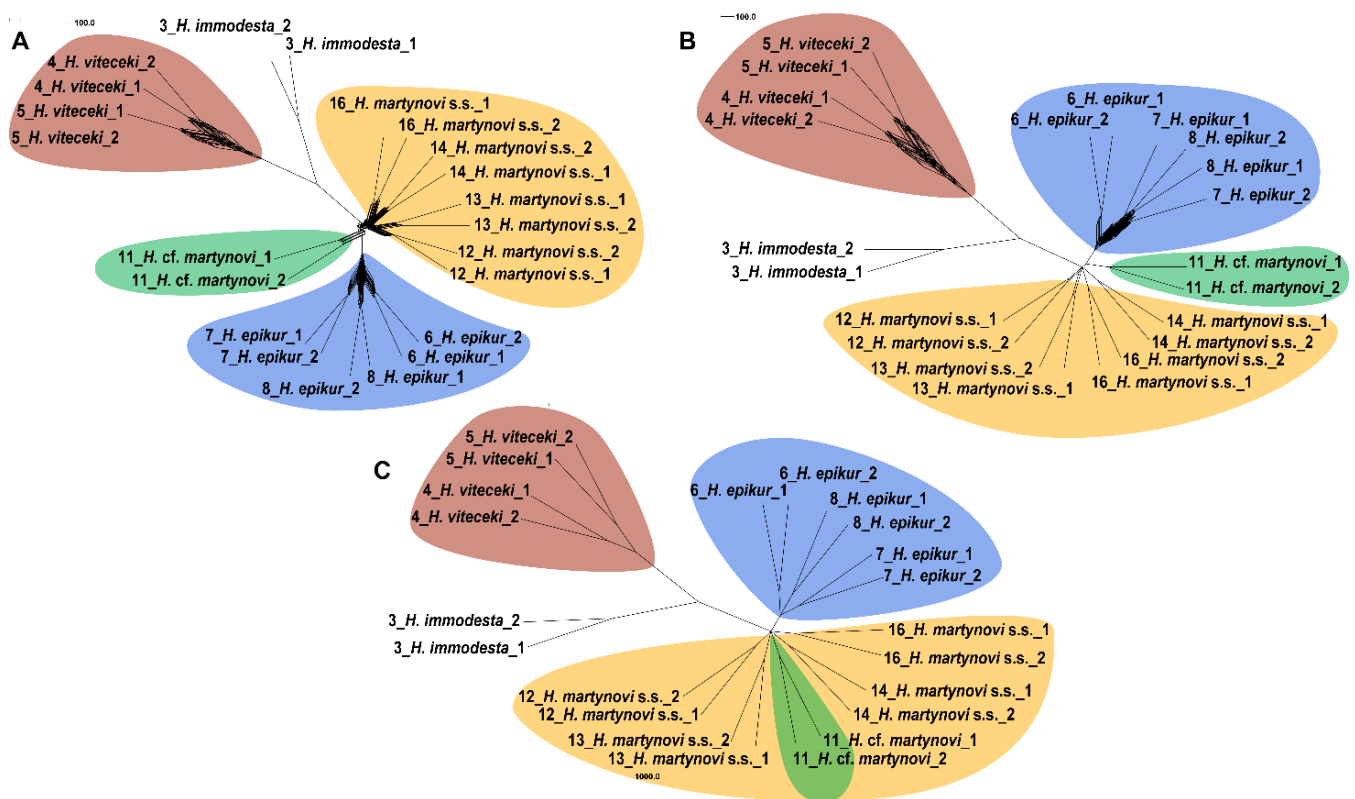 A
100.0
3_H. immodesta_2
3_H. immodesta_1
4_H. viteceki_2
4_H. viteceki_1
5_H. viteceki_1
5_H. viteceki_2
16_H. martynovi s.s._1
16_H. martynovi s.s._2
14_H. martynovi s.s._2
14_H. martynovi s.s._1
13_H. martynovi s.s._1
13_H. martynovi s.s._2
12_H. martynovi s.s._2
12_H. martynovi s.s._1
11_H. cf. martynovi_1
11_H. cf. martynovi_2
7_H. epikur_1
7_H. epikur_2
8_H. epikur_2
6_H. epikur_2
6_H. epikur_1
8_H. epikur_1
B
100.0
5_H. viteceki_2
5_H. viteceki_1
4_H. viteceki_1
4_H. viteceki_2
6_H. epikur_1
6_H. epikur_2
7_H. epikur_1
8_H. epikur_2
8_H. epikur_1
7_H. epikur_2
3_H. immodesta_2
3_H. immodesta_1
11_H. cf. martynovi_1
11_H. cf. martynovi_2
12_H. martynovi s.s._1
12_H. martynovi s.s._2
13_H. martynovi s.s._2
13_H. martynovi s.s._1
14_H. martynovi s.s._1
14_H. martynovi s.s._2
16_H. martynovi s.s._2
16_H. martynovi s.s._1
C
5_H. viteceki_2
5_H. viteceki_1
4_H. viteceki_1
4_H. viteceki_2
6_H. epikur_2
6_H. epikur_1
8_H. epikur_1
8_H. epikur_2
7_H. epikur_1
7_H. epikur_2
3_H. immodesta_2
3_H. immodesta_1
16_H. martynovi s.s._1
16_H. martynovi s.s._2
14_H. martynovi s.s._1
14_H. martynovi s.s._2
11_H. cf. martynovi_1
11_H. cf. martynovi_2
12_H. martynovi s.s._2
12_H. martynovi s.s._1
13_H. martynovi s.s._2
13_H. martynovi s.s._1
1000.0